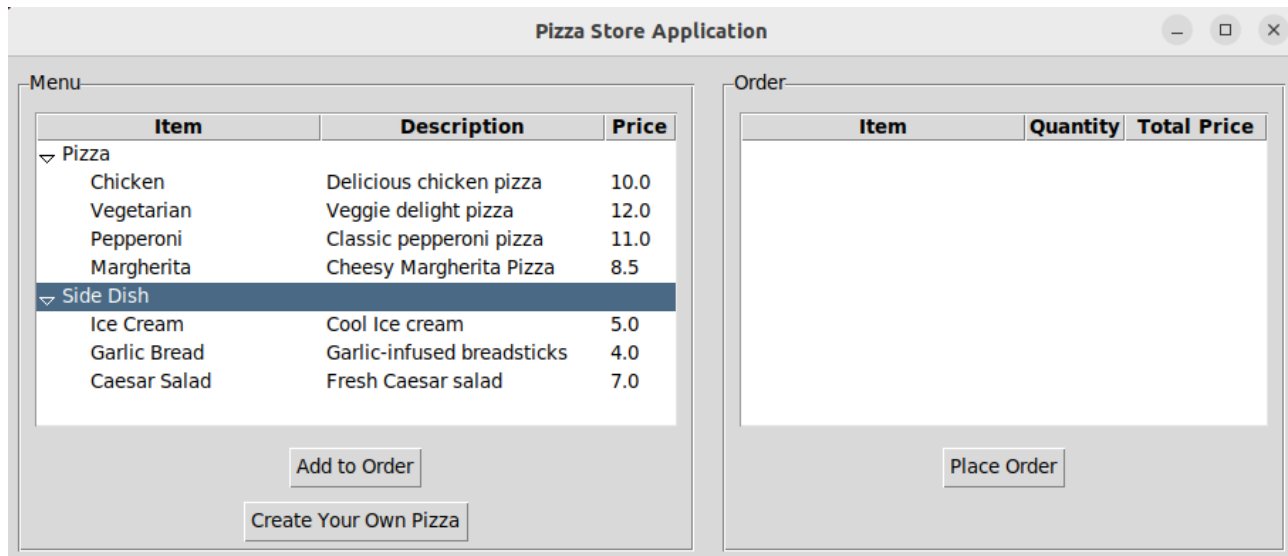 Pizza Store Application
Menu
Item Description Price
Pizza
Chicken Delicious chicken pizza 10.0
Vegetarian Veggie delight pizza 12.0
Pepperoni Classic pepperoni pizza 11.0
Margherita Cheesy Margherita Pizza 8.5
Side Dish
Ice Cream Cool Ice cream 5.0
Garlic Bread Garlic-infused breadsticks 4.0
Caesar Salad Fresh Caesar salad 7.0
Add to Order
Create Your Own Pizza
Order
Item Quantity Total Price
Place Order